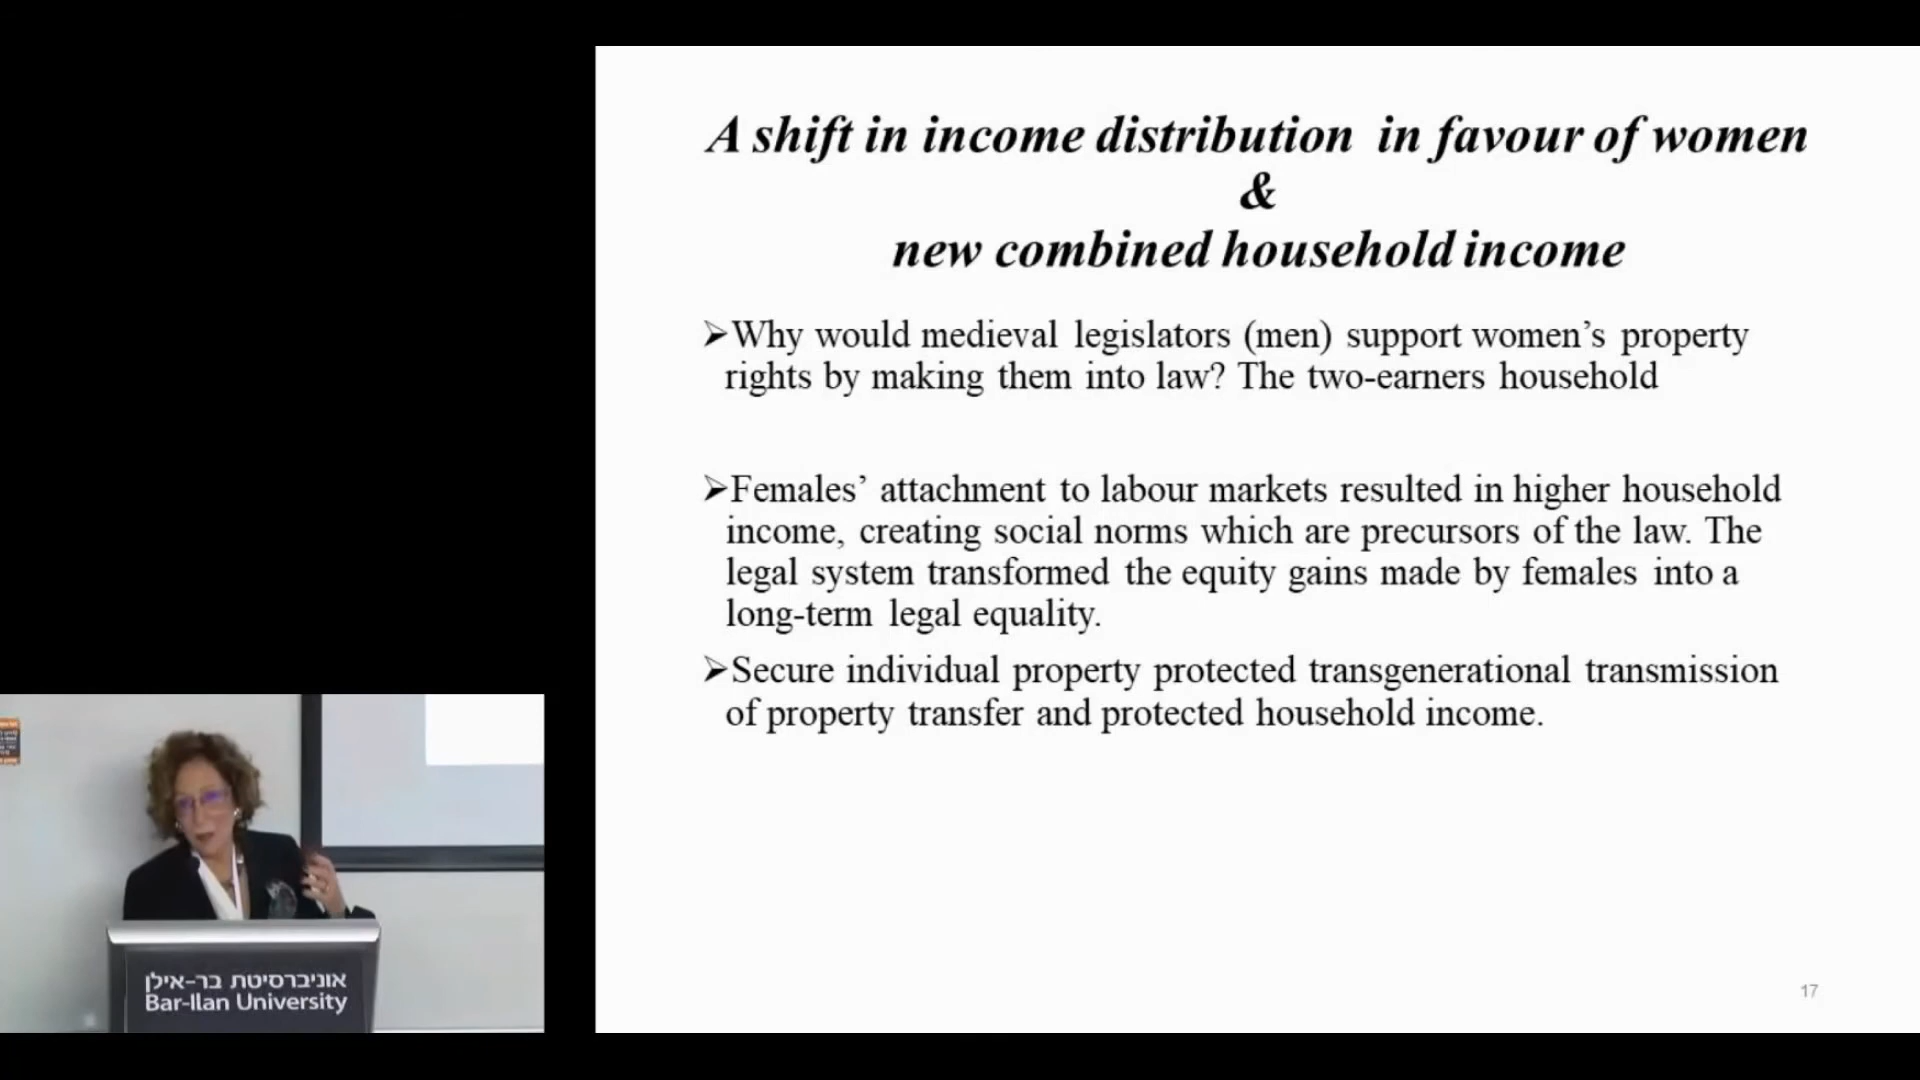 A shift in income distribution in favour of women
&
new combined household income
➢Why would medieval legislators (men) support women’s property
rights by making them into law? The two-earners household
➢Females’ attachment to labour markets resulted in higher household
income, creating social norms which are precursors of the law. The
legal system transformed the equity gains made by females into a
long-term legal equality.
➢Secure individual property protected transgenerational transmission
of property transfer and protected household income.
17
אוניברסיטת בר-אילן
Bar-Ilan University